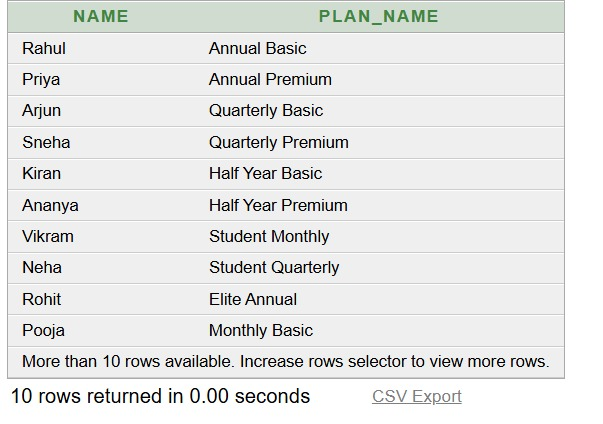 NAME PLAN_NAME
Rahul Annual Basic
Priya Annual Premium
Arjun Quarterly Basic
Sneha Quarterly Premium
Kiran Half Year Basic
Ananya Half Year Premium
Vikram Student Monthly
Neha Student Quarterly
Rohit Elite Annual
Pooja Monthly Basic
More than 10 rows available. Increase rows selector to view more rows.
10 rows returned in 0.00 seconds CSV Export